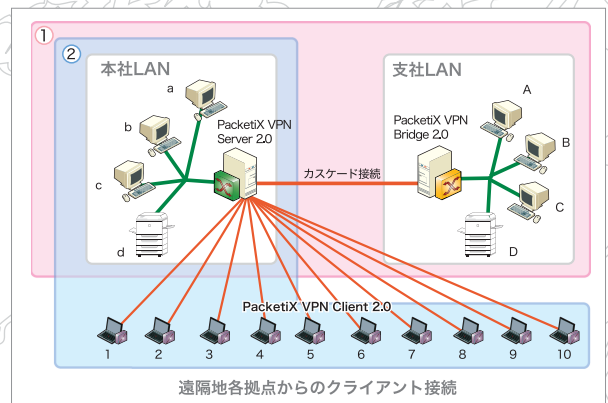 ①
②
本社LAN
支社LAN
a
b
c
d
PacketiX VPN
Server 2.0
カスケード接続
PacketiX VPN
Bridge 2.0
A
B
C
D
PacketiX VPN Client 2.0
1 2 3 4 5 6 7 8 9 10
遠隔地各拠点からのクライアント接続